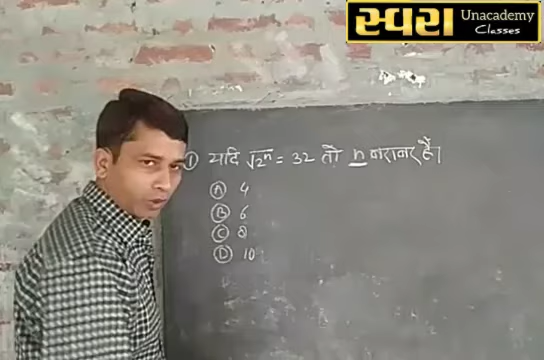 स्वरा Unacademy
Classes
① यदि √2ⁿ = 32 तो n बराबर हैं।
Ⓐ 4
Ⓑ 6
Ⓒ 8
Ⓓ 10